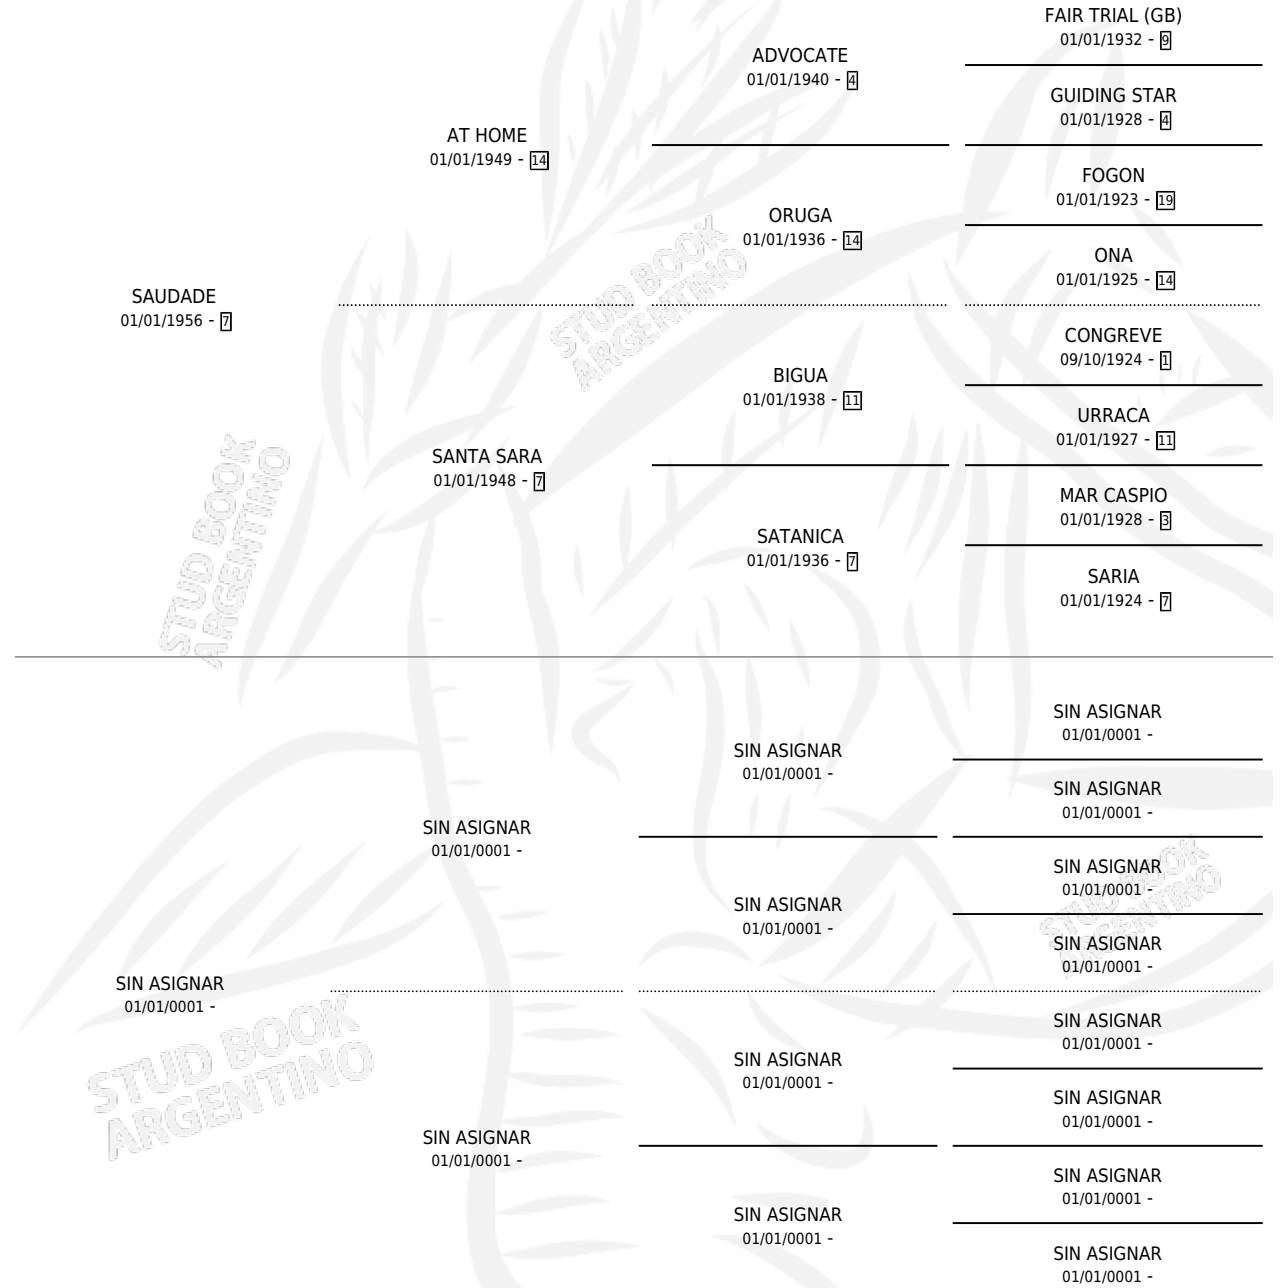 FAIR TRIAL (GB)
01/01/1932 - 9
ADVOCATE
01/01/1940 - 4
GUIDING STAR
01/01/1928 - 4
AT HOME
01/01/1949 - 14
FOGON
01/01/1923 - 19
ORUGA
01/01/1936 - 14
ONA
01/01/1925 - 14
SAUDADE
01/01/1956 - 7
CONGREVE
09/10/1924 - 1
BIGUA
01/01/1938 - 11
URRACA
01/01/1927 - 11
SANTA SARA
01/01/1948 - 7
MAR CASPIO
01/01/1928 - 3
SATANICA
01/01/1936 - 7
SARIA
01/01/1924 - 7
STUD BOOK
ARGENTINO
STUD BOOK
ARGENTINO
SIN ASIGNAR
01/01/0001 -
SIN ASIGNAR
01/01/0001 -
SIN ASIGNAR
01/01/0001 -
SIN ASIGNAR
01/01/0001 -
SIN ASIGNAR
01/01/0001 -
SIN ASIGNAR
01/01/0001 -
SIN ASIGNAR
01/01/0001 -
SIN ASIGNAR
01/01/0001 -
SIN ASIGNAR
01/01/0001 -
SIN ASIGNAR
01/01/0001 -
SIN ASIGNAR
01/01/0001 -
SIN ASIGNAR
01/01/0001 -
SIN ASIGNAR
01/01/0001 -
SIN ASIGNAR
01/01/0001 -
SIN ASIGNAR
01/01/0001 -
STUD BOOK
ARGENTINO
STUD BOOK
ARGENTINO